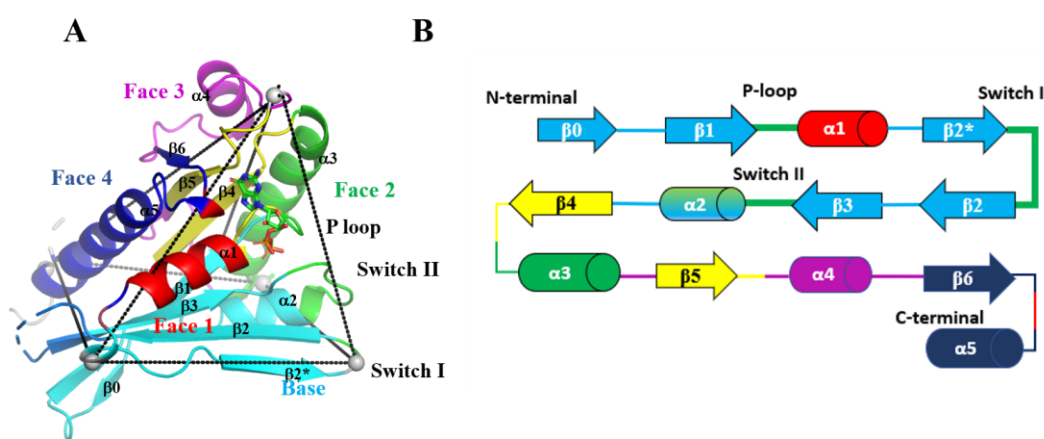 A
Face 3
α4
β6
α3
Face 4
β5
β4
Face 2
α5
P loop
α1
Switch II
β1
β3
α2
Face 1
β2
Switch I
β2*
β0
Base
B
N-terminal
P-loop
Switch I
β0
β1
α1
β2*
Switch II
β4
α2
β3
β2
α3
β5
α4
β6
C-terminal
α5